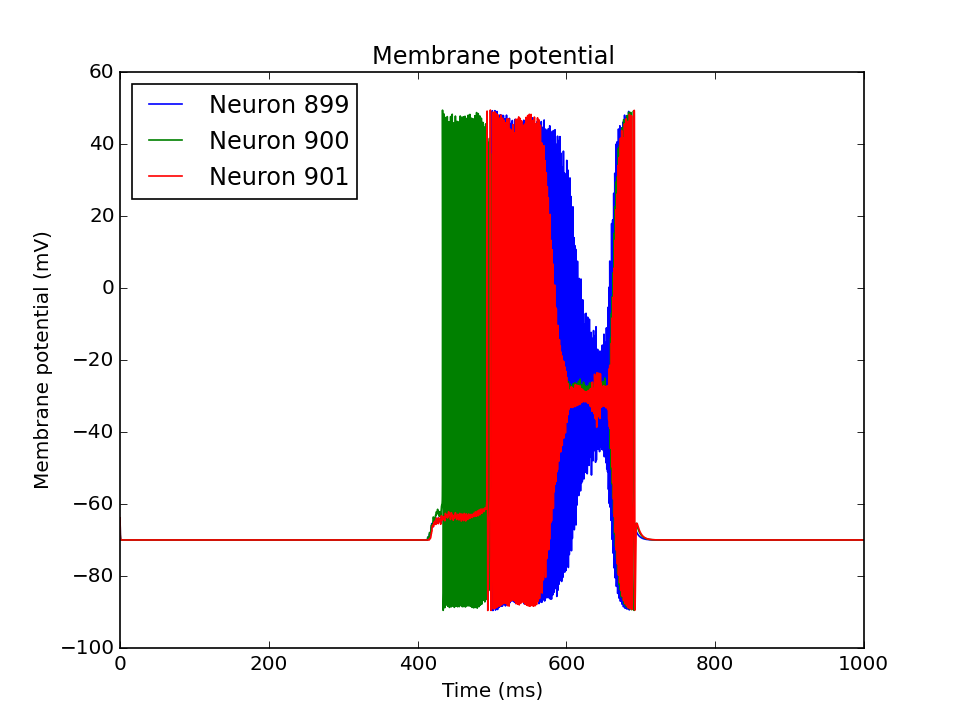 Membrane potential
Neuron 899
Neuron 900
Neuron 901
60
40
20
0
−20
−40
−60
−80
−100
Membrane potential (mV)
0 200 400 600 800 1000
Time (ms)